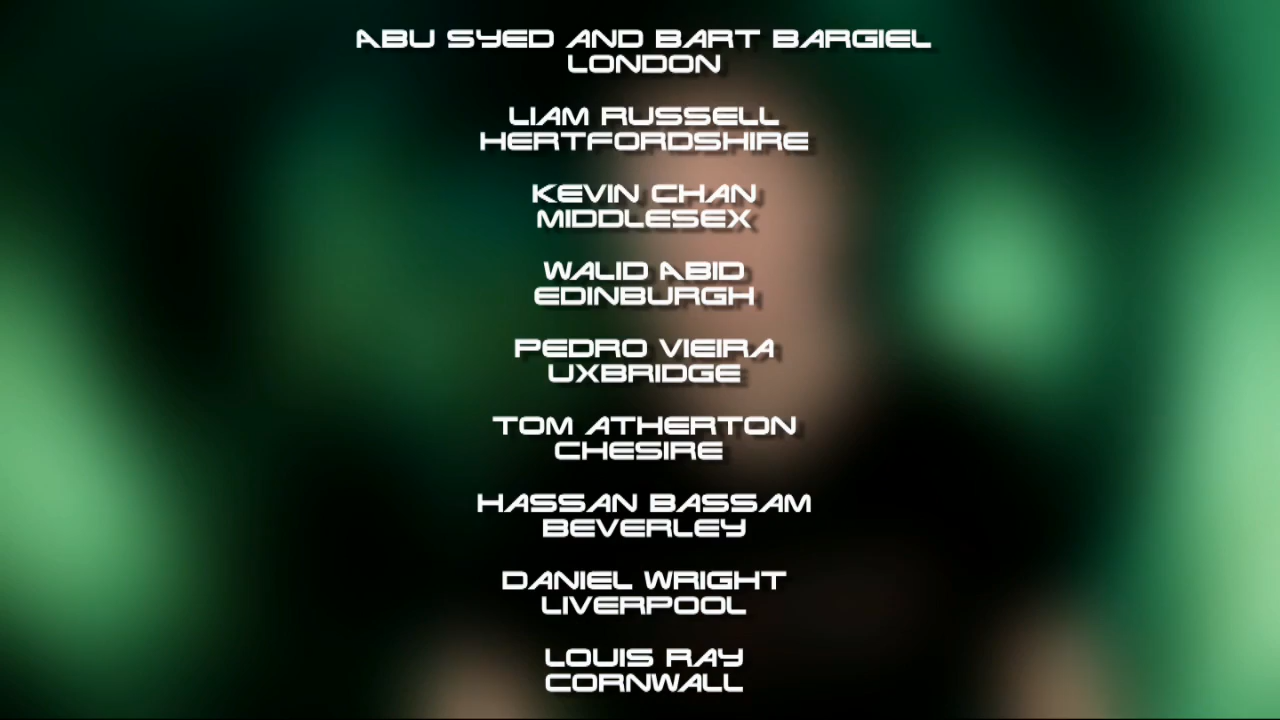 ABU SYED AND BART BARGIEL
LONDON
LIAM RUSSELL
HERTFORDSHIRE
KEVIN CHAN
MIDDLESEX
WALID ABID
EDINBURGH
PEDRO VIEIRA
UXBRIDGE
TOM ATHERTON
CHESIRE
HASSAN BASSAM
BEVERLEY
DANIEL WRIGHT
LIVERPOOL
LOUIS RAY
CORNWALL